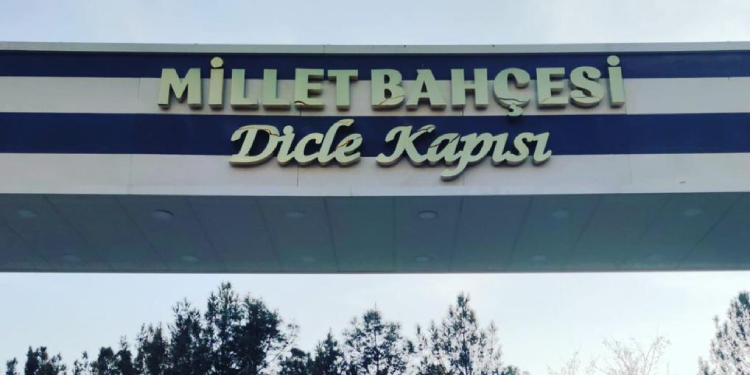 MİLLET BAHÇESİ
Dicle Kapısı